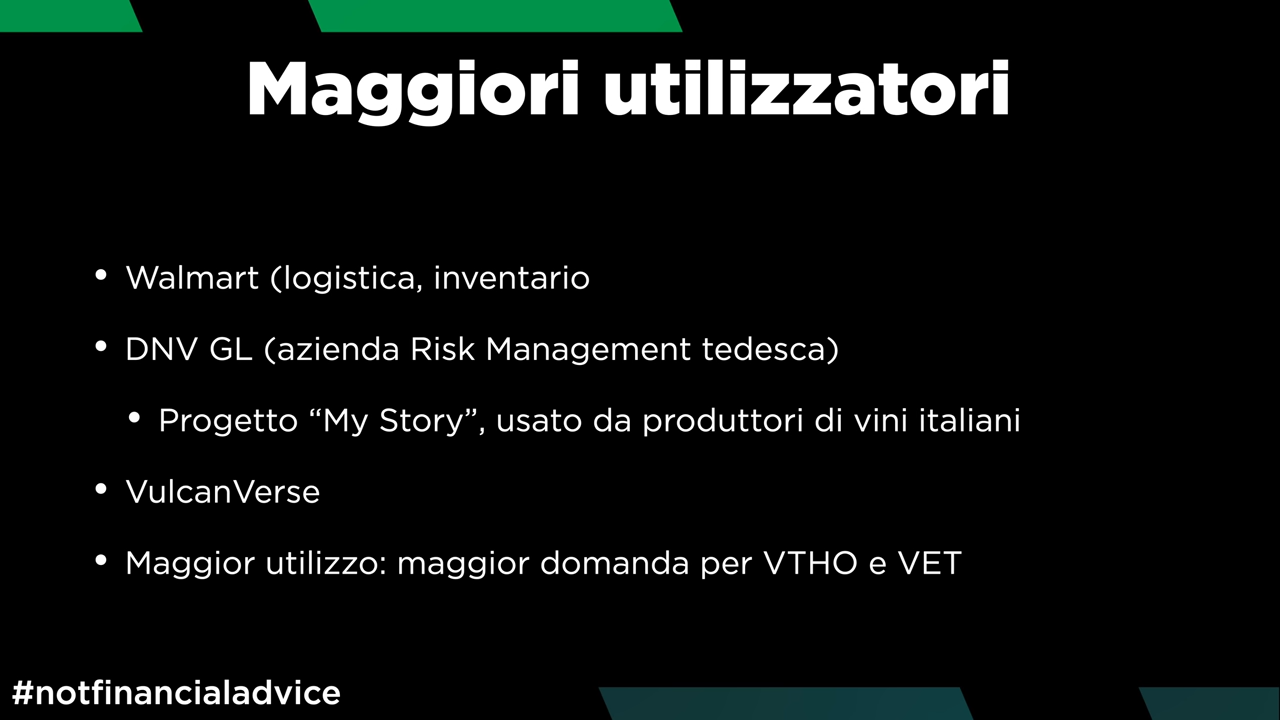 Maggiori utilizzatori
• Walmart (logistica, inventario
• DNV GL (azienda Risk Management tedesca)
• Progetto “My Story”, usato da produttori di vini italiani
• VulcanVerse
• Maggior utilizzo: maggior domanda per VTHO e VET
#notfinancialadvice